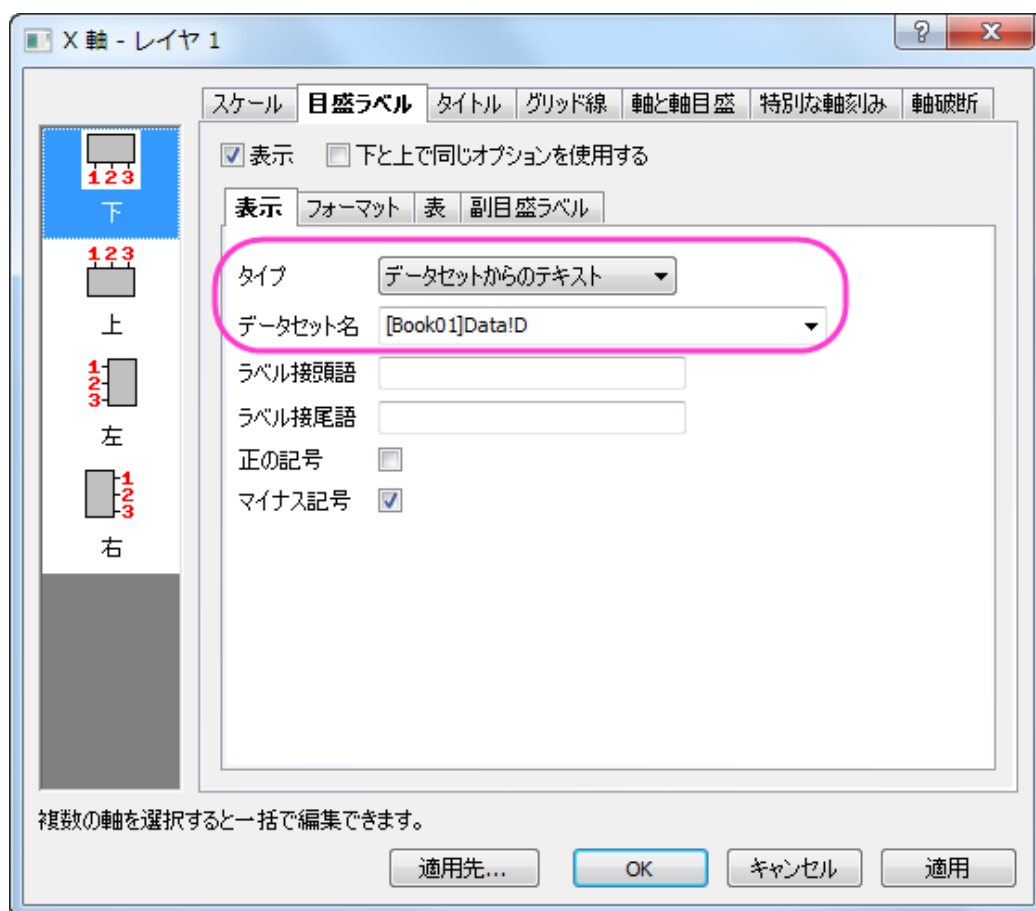 X 軸 - レイヤ 1
スケール 目盛ラベル タイトル グリッド線 軸と軸目盛 特別な軸刻み 軸破断
123
下
123
上
1
2
3
左
1
2
3
右
表示 下と上で同じオプションを使用する
表示 フォーマット 表 副目盛ラベル
タイプ データセットからのテキスト
データセット名 [Book01]Data!D
ラベル接頭語
ラベル接尾語
正の記号
マイナス記号
複数の軸を選択すると一括で編集できます。
適用先... OK キャンセル 適用